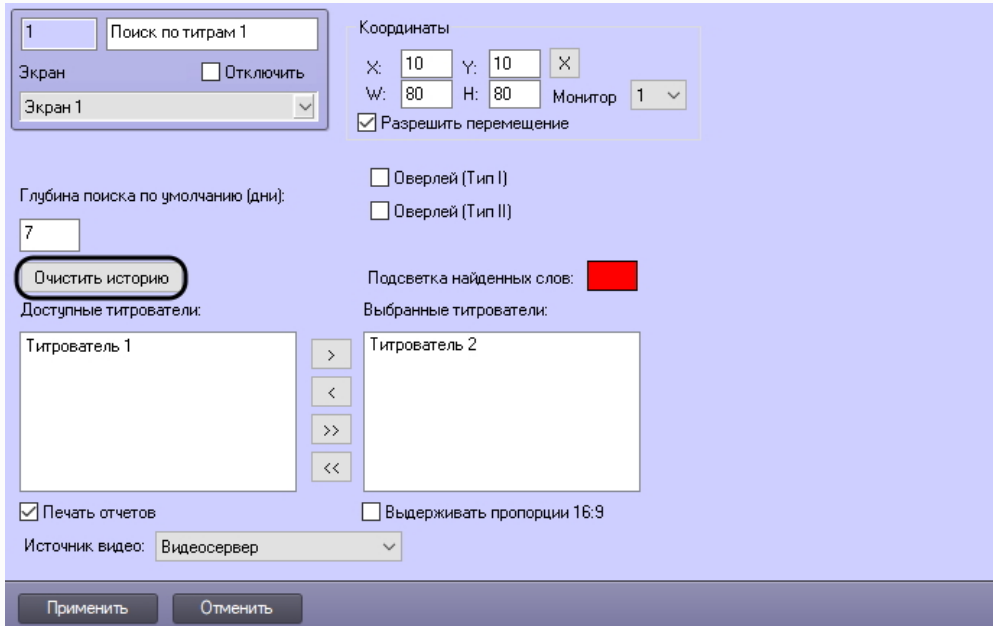 1 Поиск по титрам 1
Экран Отключить
Экран 1
Координаты
X: 10 Y: 10 X
W: 80 H: 80 Монитор 1
Разрешить перемещение
Оверлей (Тип I)
Оверлей (Тип II)
Глубина поиска по умолчанию (дни):
7
Очистить историю
Подсветка найденных слов:
Доступные титрователи: Выбранные титрователи:
Титрователь 1 Титрователь 2
>
<
>>
<<
Печать отчетов Выдерживать пропорции 16:9
Источник видео: Видеосервер
Применить Отменить